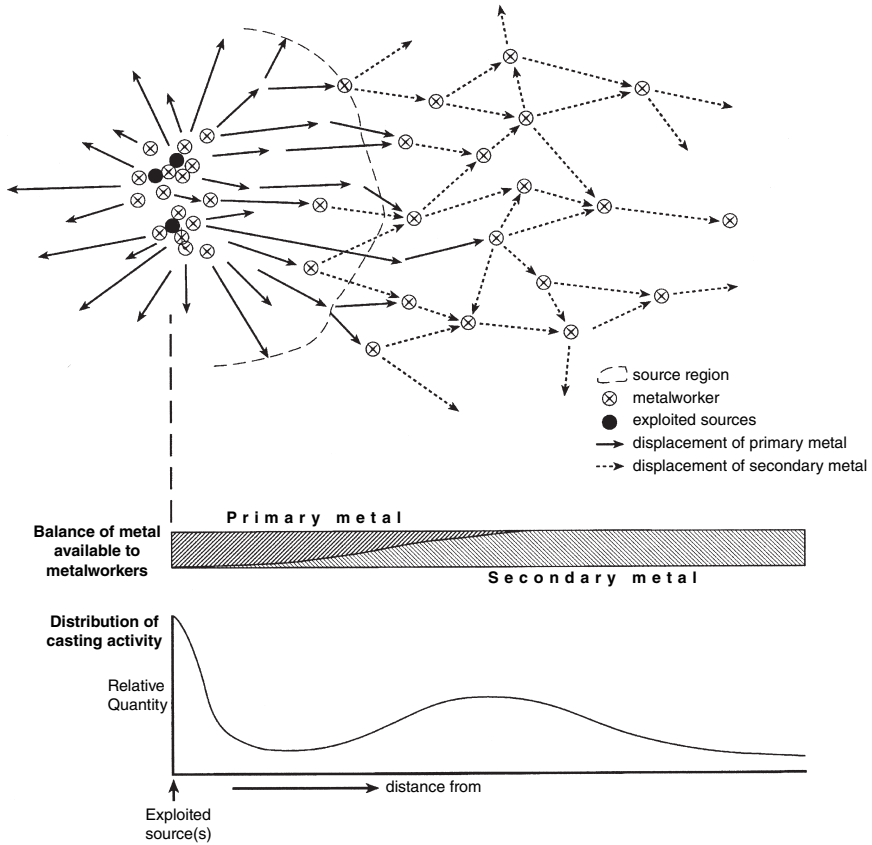 source region
metalworker
exploited sources
displacement of primary metal
displacement of secondary metal
Primary metal
Balance of metal
available to
metalworkers
Secondary metal
Distribution of
casting activity
Relative
Quantity
distance from
Exploited
source(s)